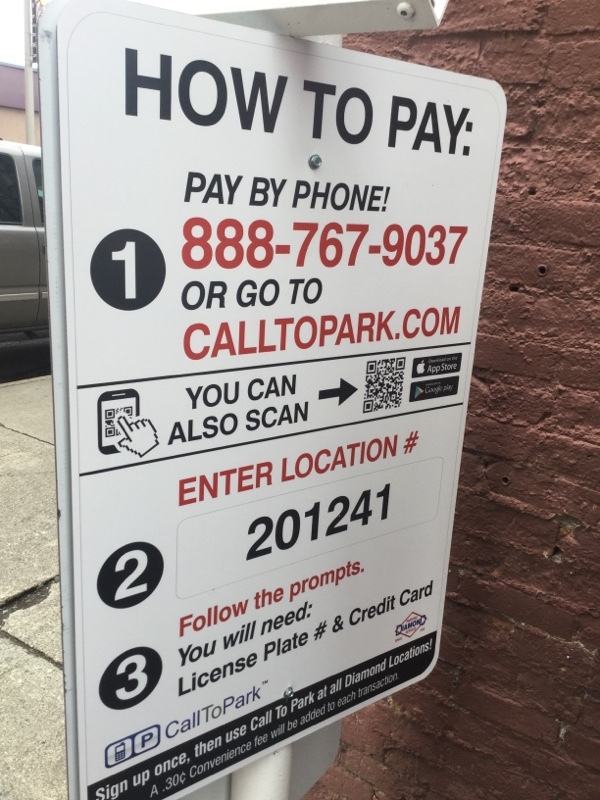 HOW TO PAY:
PAY BY PHONE!
1
888-767-9037
OR GO TO
CALLTOPARK.COM
YOU CAN
ALSO SCAN
App Store
Google play
ENTER LOCATION #
201241
2
Follow the prompts.
3
You will need:
License Plate # & Credit Card
DIAMOND
P CallToPark™
Sign up once, then use Call To Park at all Diamond Locations!
A .30¢ Convenience fee will be added to each transaction.